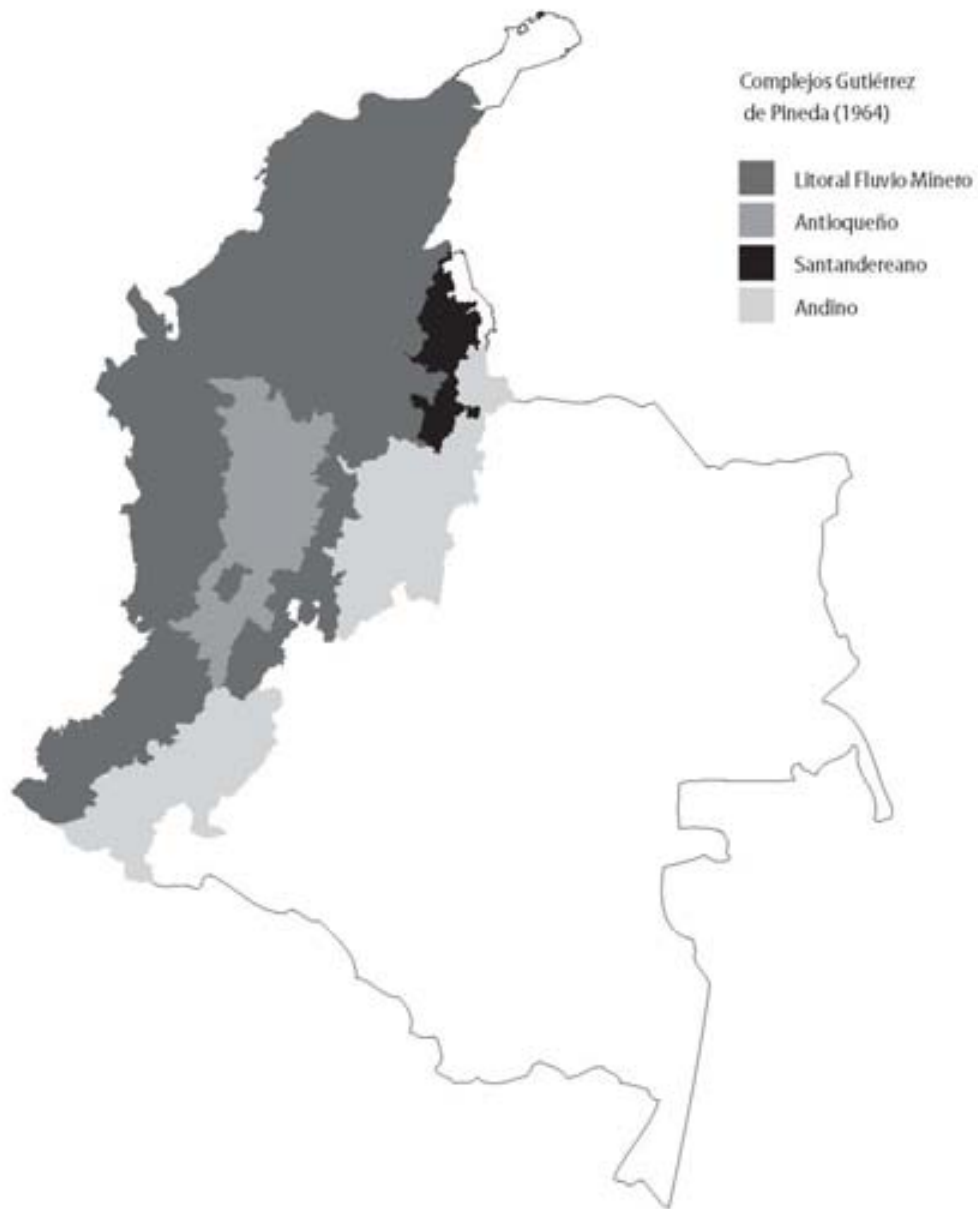 Complejos Gutiérrez
de Pineda (1964)
Litoral Fluvio Minero
Antioqueño
Santandereano
Andino